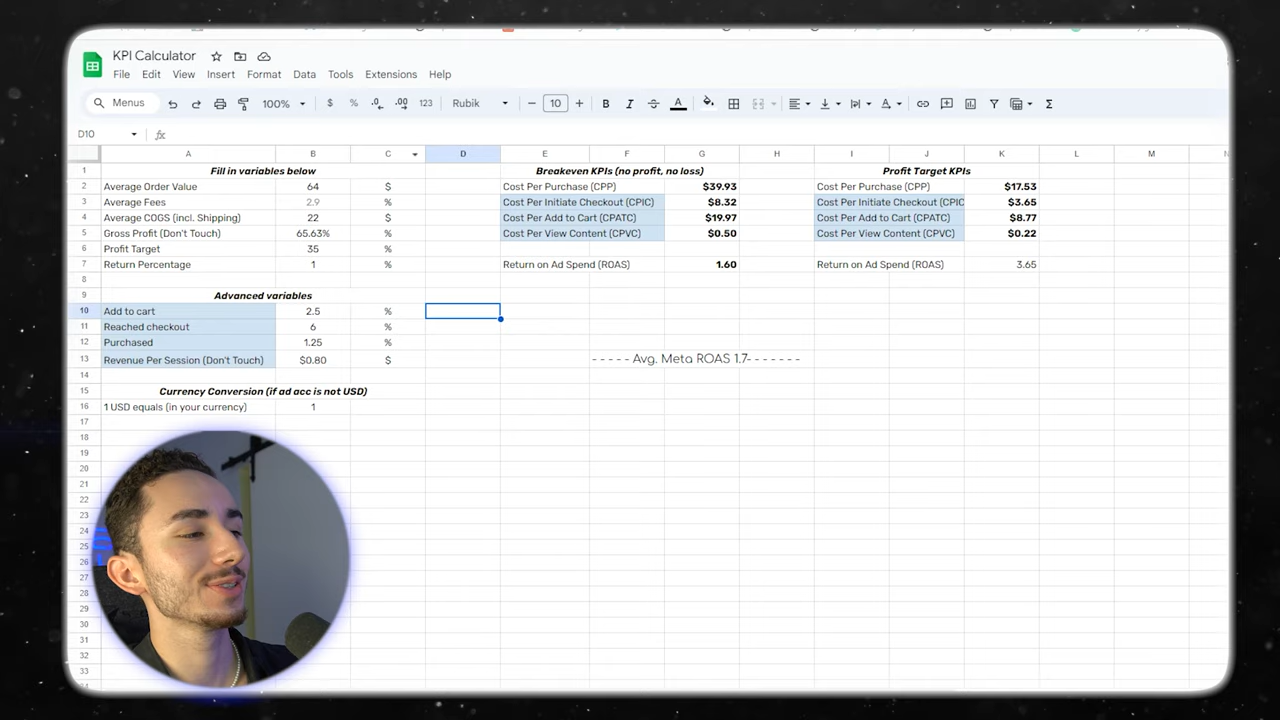 KPI Calculator
File Edit View Insert Format Data Tools Extensions Help
Menus 100% $ % .0 .00 123 Rubik 10 B I A
D10 fx
A B C D E F G H I J K L M N
1 Fill in variables below Breakeven KPIs (no profit, no loss) Profit Target KPIs
2 Average Order Value 64 $ Cost Per Purchase (CPP) $39.93 Cost Per Purchase (CPP) $17.53
3 Average Fees 2.9 % Cost Per Initiate Checkout (CPIC) $8.32 Cost Per Initiate Checkout (CPIC $3.65
4 Average COGS (incl. Shipping) 22 $ Cost Per Add to Cart (CPATC) $19.97 Cost Per Add to Cart (CPATC) $8.77
5 Gross Profit (Don't Touch) 65.63% % Cost Per View Content (CPVC) $0.50 Cost Per View Content (CPVC) $0.22
6 Profit Target 35 %
7 Return Percentage 1 % Return on Ad Spend (ROAS) 1.60 Return on Ad Spend (ROAS) 3.65
8
9 Advanced variables
10 Add to cart 2.5 %
11 Reached checkout 6 %
12 Purchased 1.25 %
13 Revenue Per Session (Don't Touch) $0.80 $ - - - - - Avg. Meta ROAS 1.7- - - - - - -
14
15 Currency Conversion (if ad acc is not USD)
16 1 USD equals (in your currency) 1
17
18
19
20
21
22
23
24
25
26
27
28
29
30
31
32
33